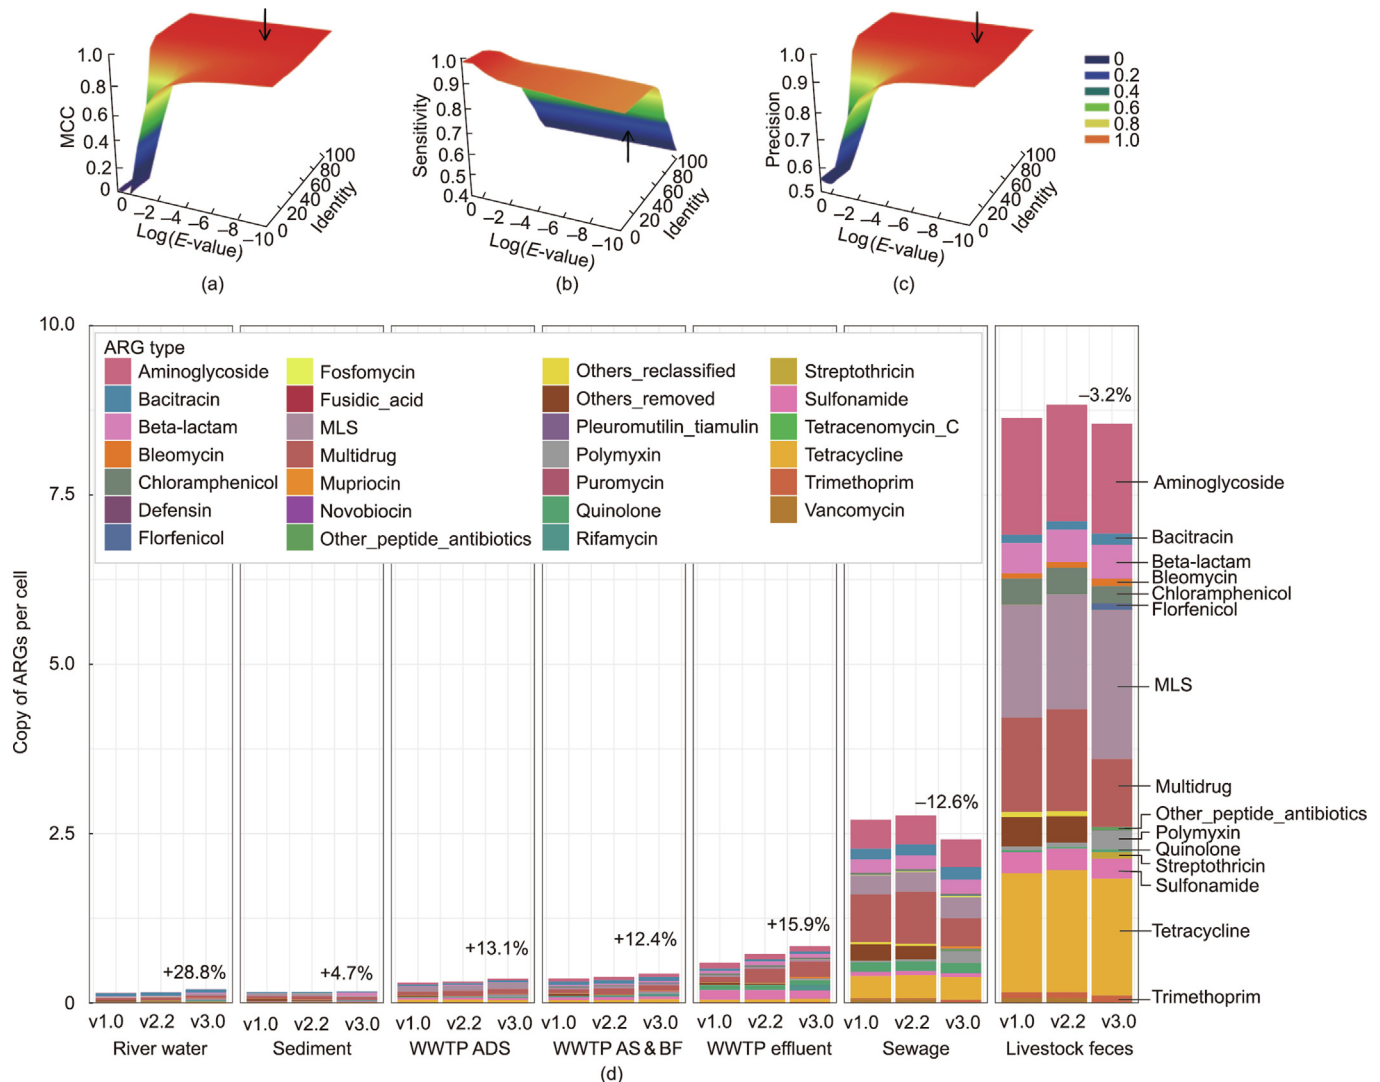 MCC
1.0
0.8
0.6
0.4
0.2
0
0
–2
–4
–6
–8
–10
Log(E-value)
0
20
40
60
80
100
Identity
(a)
Sensitivity
1.0
0.9
0.8
0.7
0.6
0.5
0.4
0
–2
–4
–6
–8
–10
Log(E-value)
0
20
40
60
80
100
Identity
(b)
Precision
1.0
0.9
0.8
0.7
0.6
0.5
0
–2
–4
–6
–8
–10
Log(E-value)
0
20
40
60
80
100
Identity
(c)
0
0.2
0.4
0.6
0.8
1.0
Copy of ARGs per cell
10.0
7.5
5.0
2.5
0
ARG type
Aminoglycoside
Bacitracin
Beta-lactam
Bleomycin
Chloramphenicol
Defensin
Florfenicol
Fosfomycin
Fusidic_acid
MLS
Multidrug
Mupriocin
Novobiocin
Other_peptide_antibiotics
Others_reclassified
Others_removed
Pleuromutilin_tiamulin
Polymyxin
Puromycin
Quinolone
Rifamycin
Streptothricin
Sulfonamide
Tetracenomycin_C
Tetracycline
Trimethoprim
Vancomycin
+28.8%
+4.7%
+13.1%
+12.4%
+15.9%
–12.6%
–3.2%
Aminoglycoside
Bacitracin
Beta-lactam
Bleomycin
Chloramphenicol
Florfenicol
MLS
Multidrug
Other_peptide_antibiotics
Polymyxin
Quinolone
Streptothricin
Sulfonamide
Tetracycline
Trimethoprim
v1.0 v2.2 v3.0
River water
v1.0 v2.2 v3.0
Sediment
v1.0 v2.2 v3.0
WWTP ADS
v1.0 v2.2 v3.0
WWTP AS & BF
v1.0 v2.2 v3.0
WWTP effluent
v1.0 v2.2 v3.0
Sewage
v1.0 v2.2 v3.0
Livestock feces
(d)